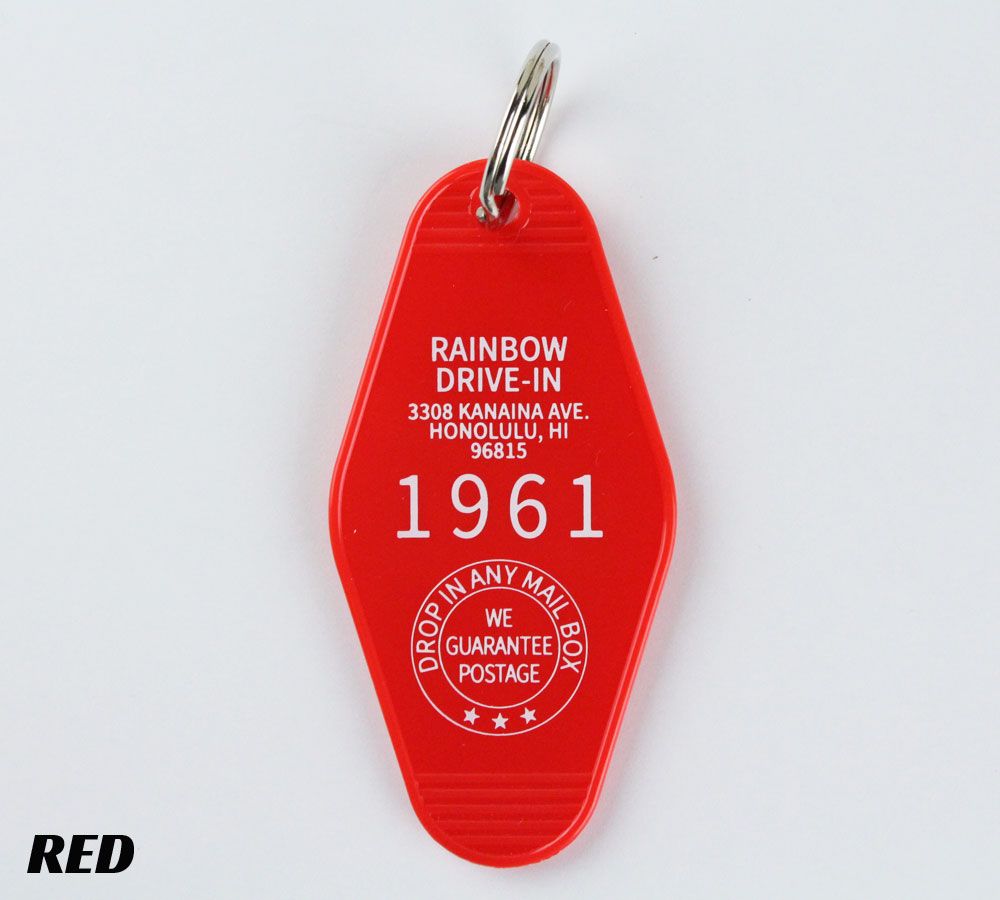 RAINBOW
DRIVE-IN
3308 KANAINA AVE.
HONOLULU, HI
96815
1961
DROP IN ANY MAIL BOX
WE
GUARANTEE
POSTAGE
RED